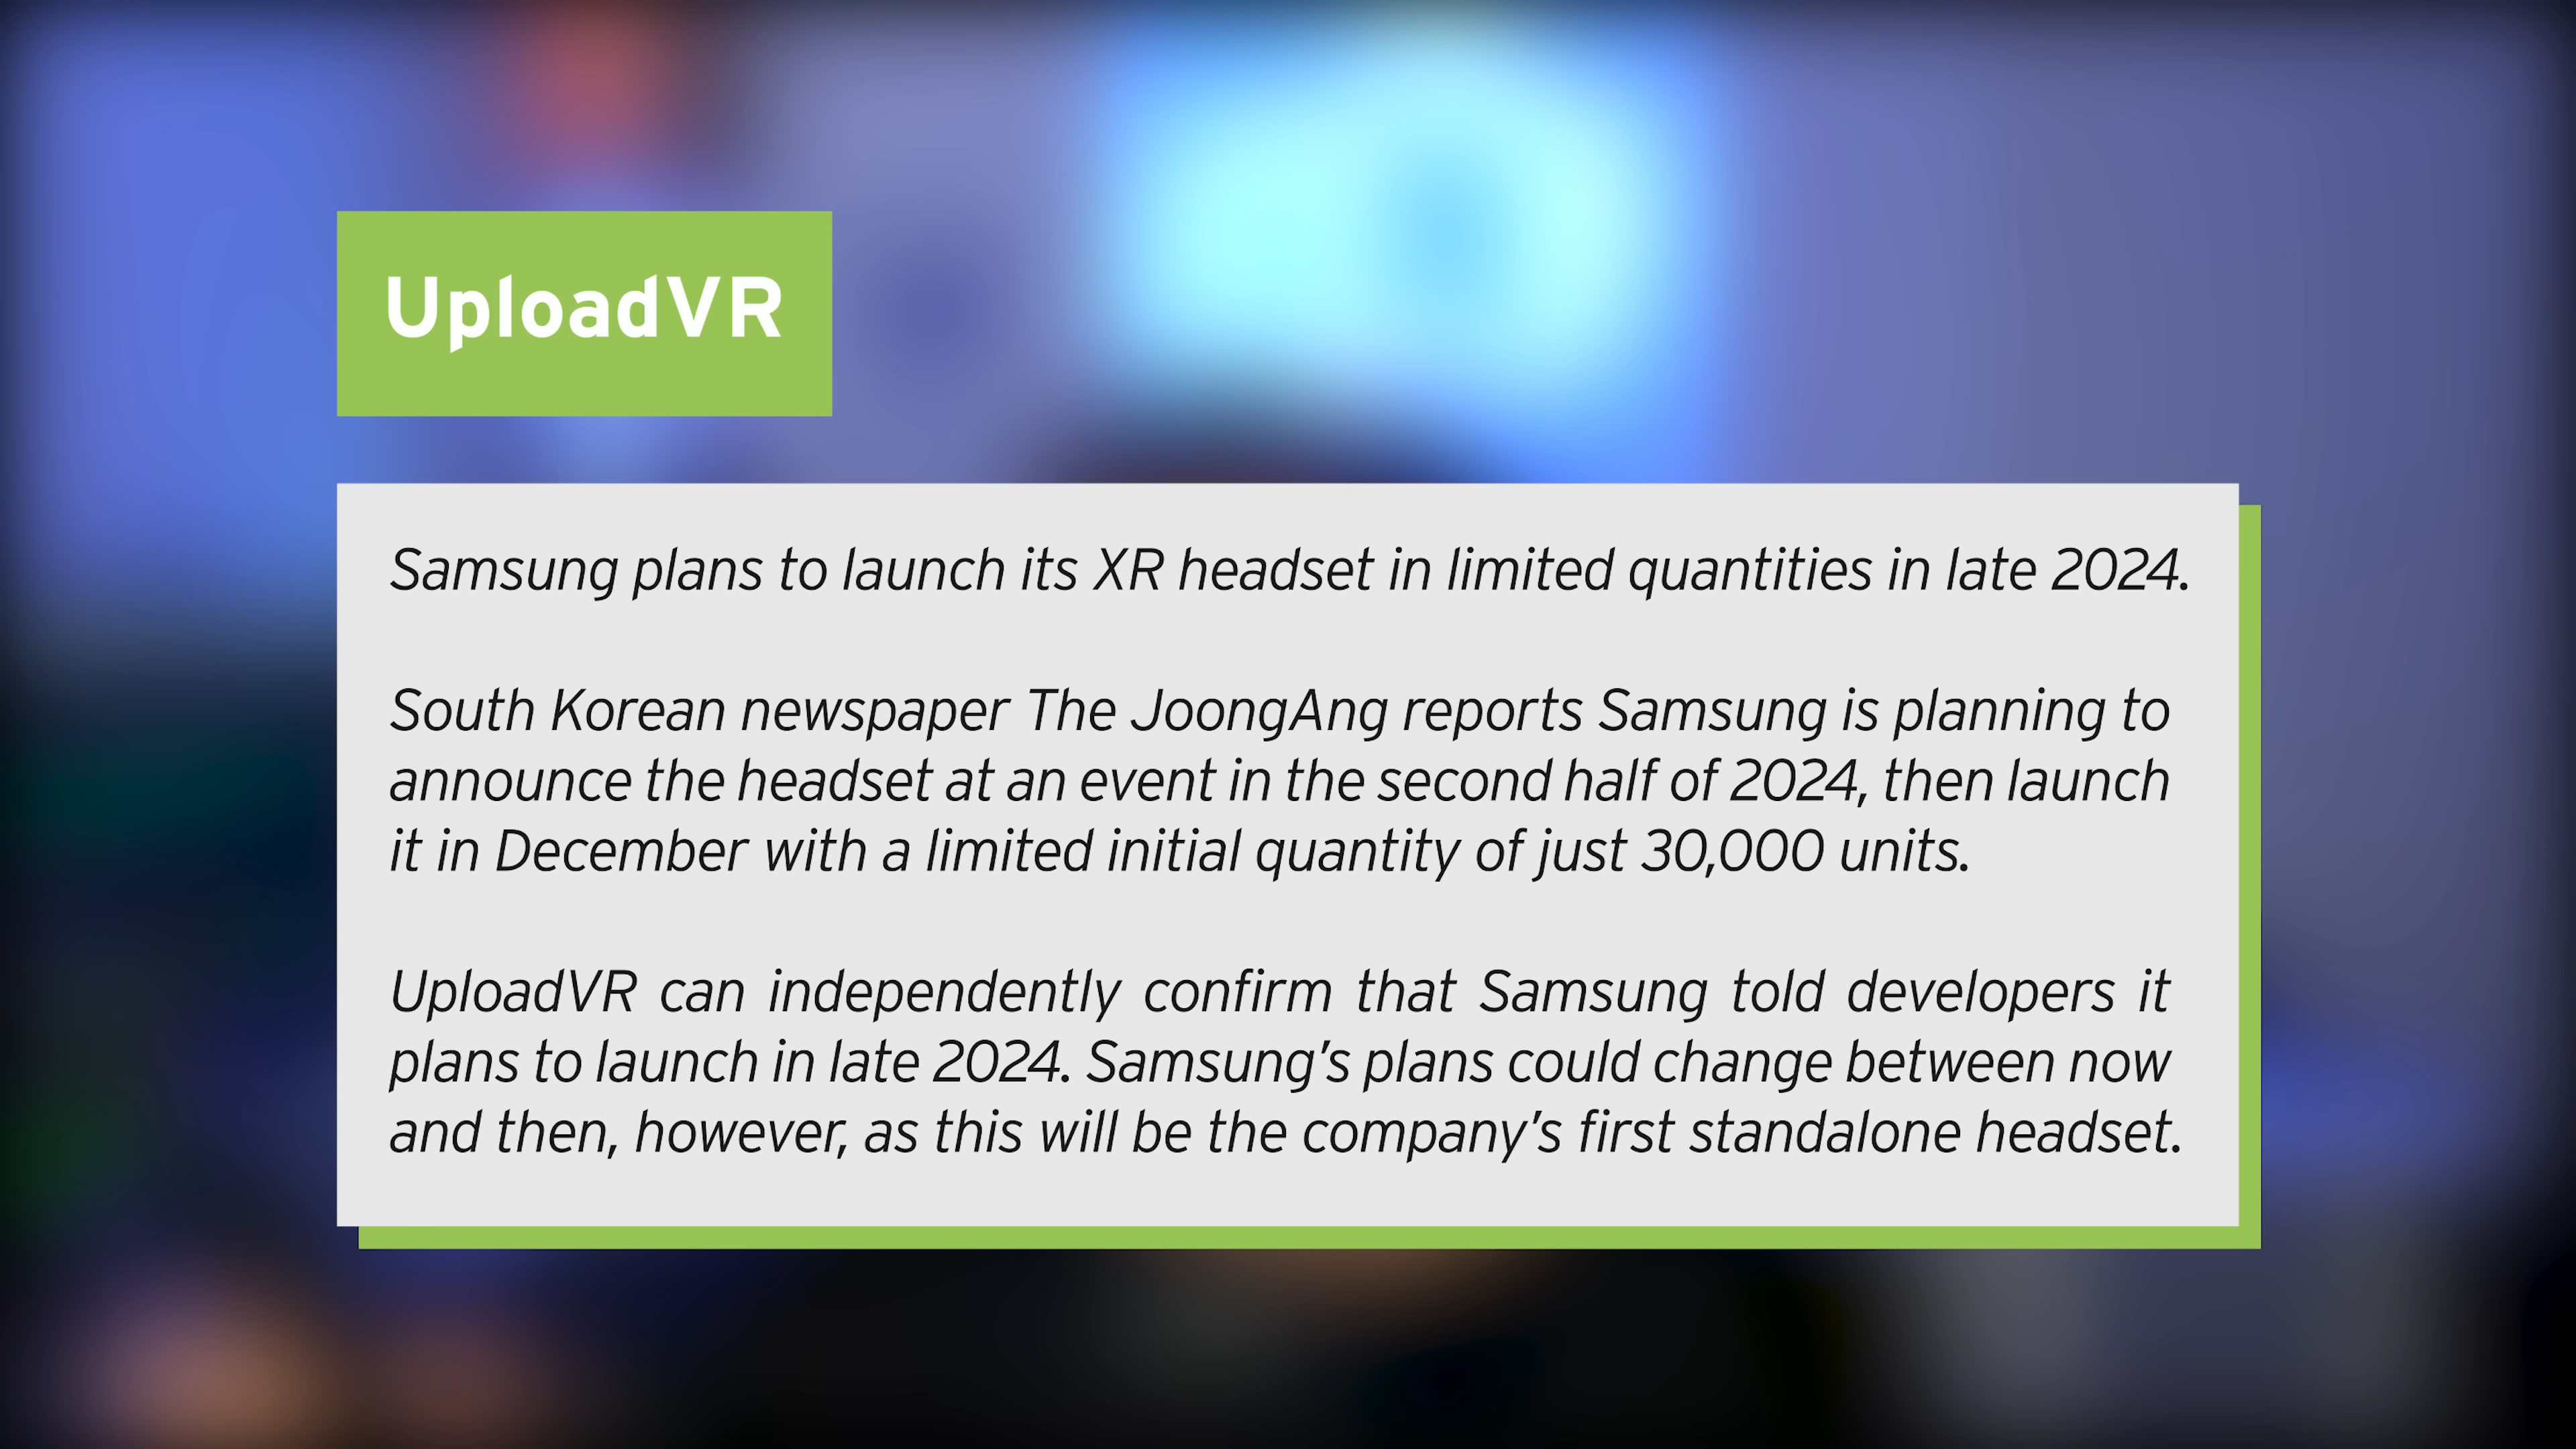 UploadVR
Samsung plans to launch its XR headset in limited quantities in late 2024.
South Korean newspaper The JoongAng reports Samsung is planning to
announce the headset at an event in the second half of 2024, then launch
it in December with a limited initial quantity of just 30,000 units.
UploadVR can independently confirm that Samsung told developers it
plans to launch in late 2024. Samsung’s plans could change between now
and then, however, as this will be the company’s first standalone headset.